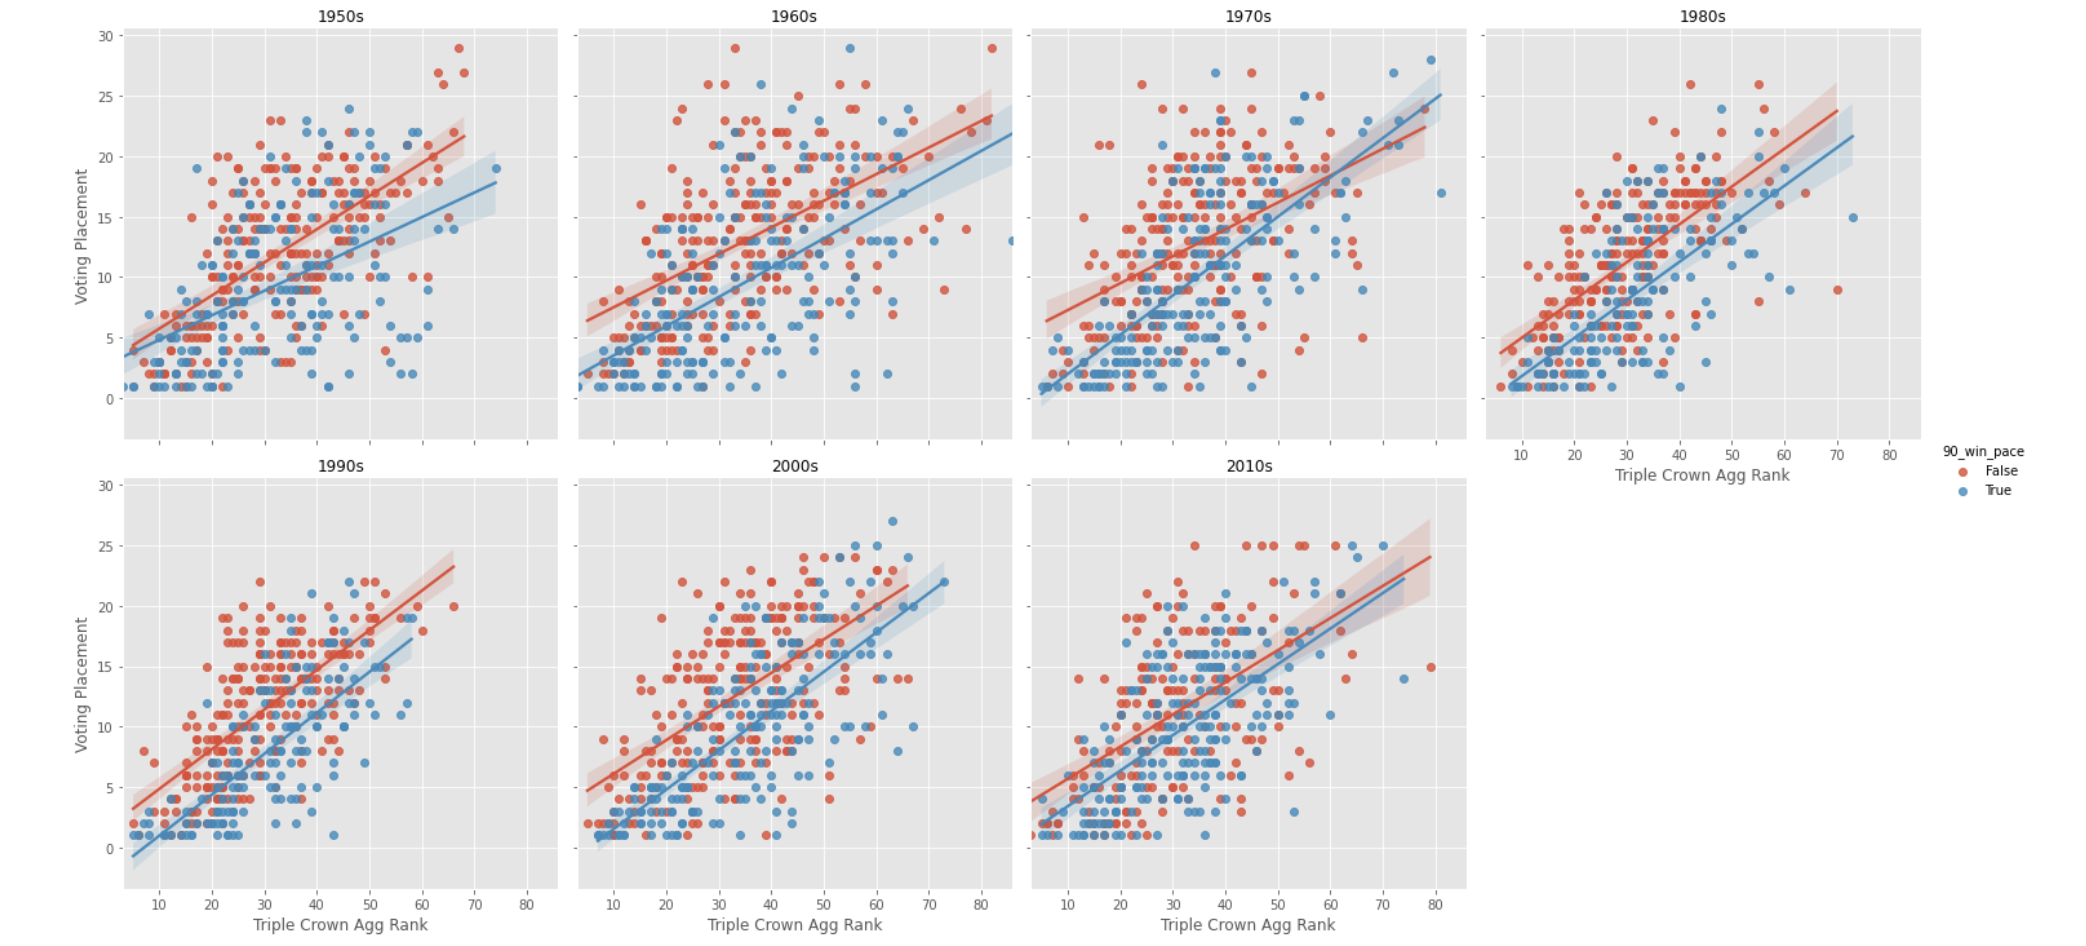 1950s
1960s
1970s
1980s
30
25
20
15
10
5
0
Voting Placement
10 20 30 40 50 60 70 80
Triple Crown Agg Rank
90_win_pace
False
True
1990s
2000s
2010s
30
25
20
15
10
5
0
Voting Placement
10 20 30 40 50 60 70 80
10 20 30 40 50 60 70 80
10 20 30 40 50 60 70 80
Triple Crown Agg Rank
Triple Crown Agg Rank
Triple Crown Agg Rank